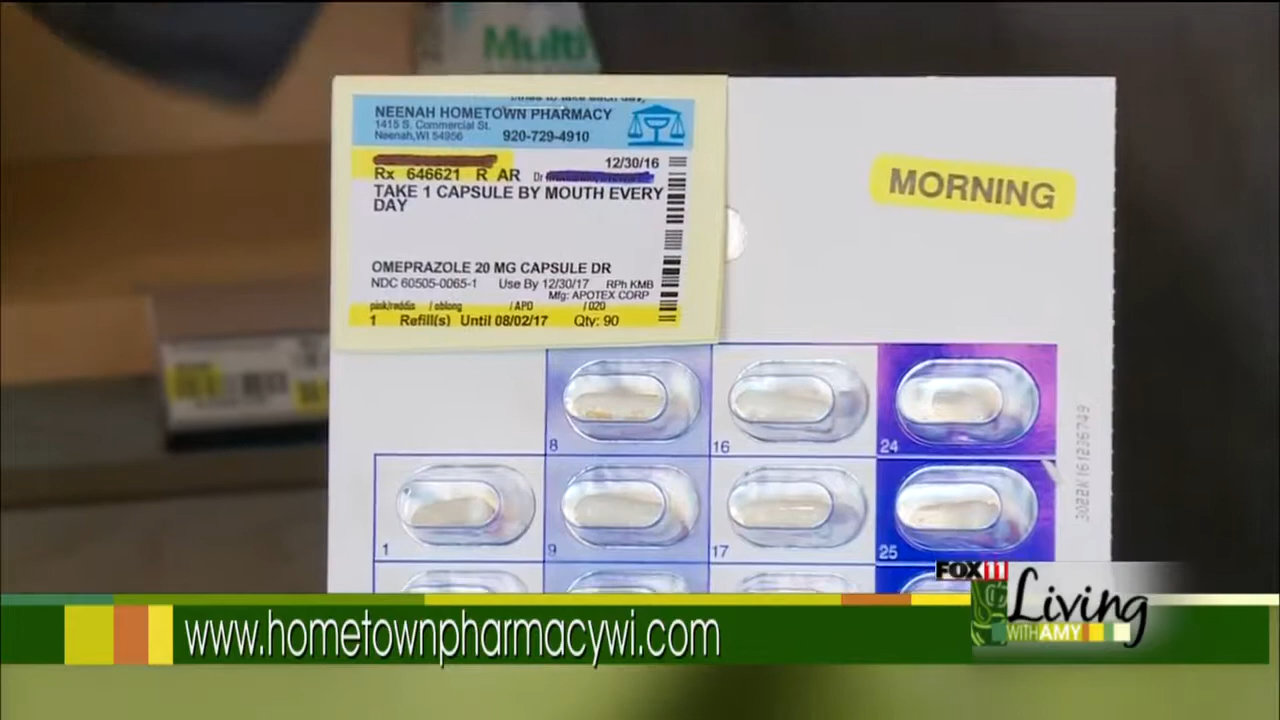 Multi
NEENAH HOMETOWN PHARMACY
1415 S. Commercial St.
Neenah, WI 54956
920-729-4910
12/30/16
Rx 646621 R AR
Dr
TAKE 1 CAPSULE BY MOUTH EVERY
DAY
OMEPRAZOLE 20 MG CAPSULE DR
NDC 60505-0065-1 Use By 12/30/17 RPh KMB
Mfg: APOTEX CORP
pink/reddis / oblong / APO / 020
1 Refill(s) Until 08/02/17 Qty: 90
MORNING
8
16
24
1
9
17
25
FOX 11
Living
WITH AMY
www.hometownpharmacywi.com